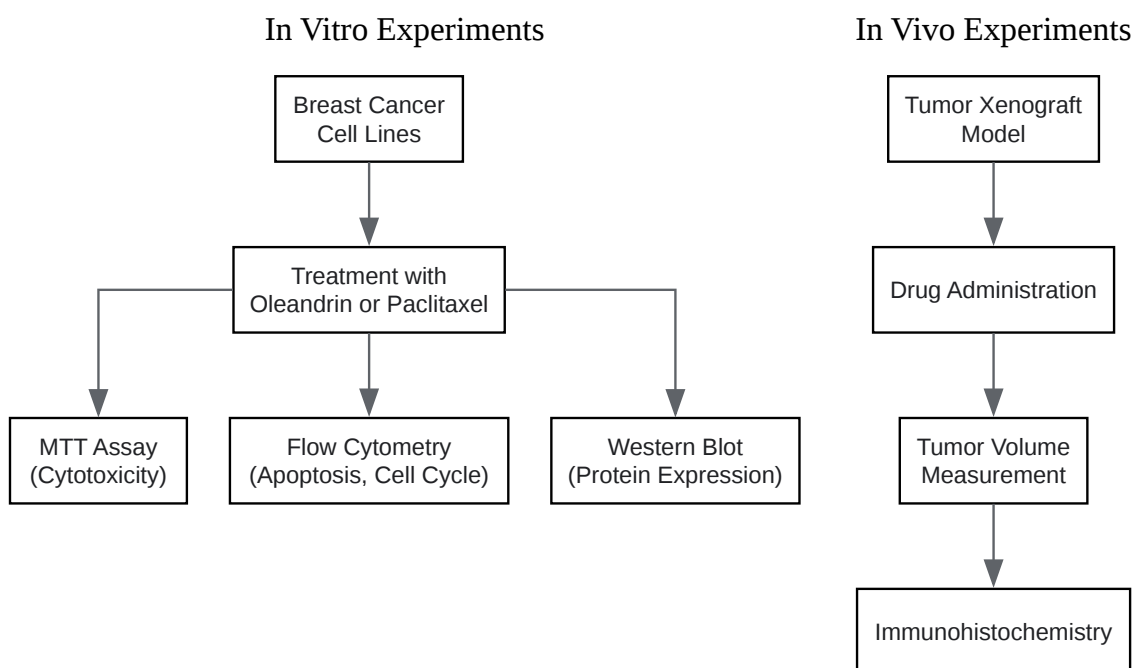 In Vitro Experiments
Breast Cancer
Cell Lines
Treatment with
Oleandrin or Paclitaxel
MTT Assay
(Cytotoxicity)
Flow Cytometry
(Apoptosis, Cell Cycle)
Western Blot
(Protein Expression)
In Vivo Experiments
Tumor Xenograft
Model
Drug Administration
Tumor Volume
Measurement
Immunohistochemistry